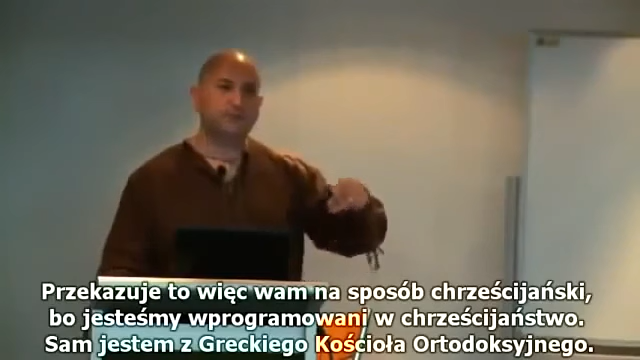 Przekazuje to więc wam na sposób chrześcijański,
bo jesteśmy wprogramowani w chrześcijaństwo.
Sam jestem z Greckiego Kościoła Ortodoksyjnego.